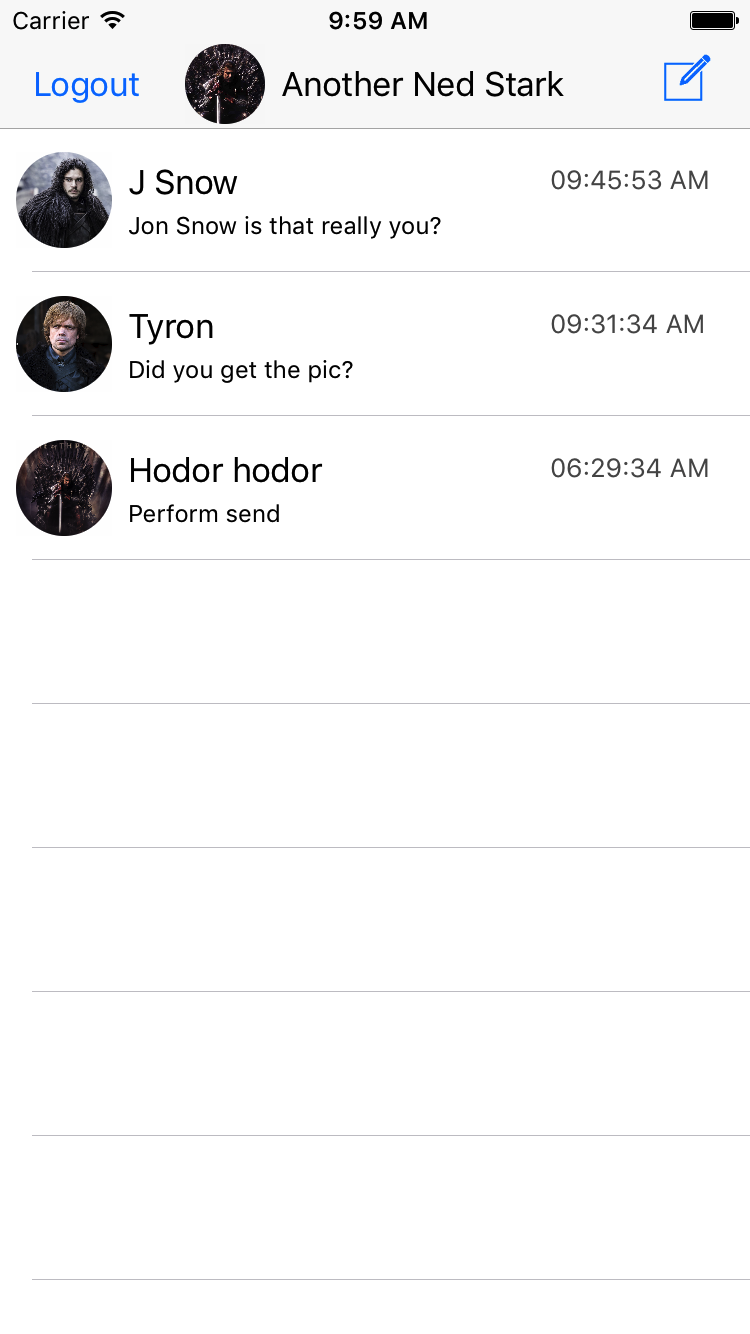 Carrier 9:59 AM
Logout Another Ned Stark
J Snow 09:45:53 AM
Jon Snow is that really you?
Tyron 09:31:34 AM
Did you get the pic?
Hodor hodor 06:29:34 AM
Perform send